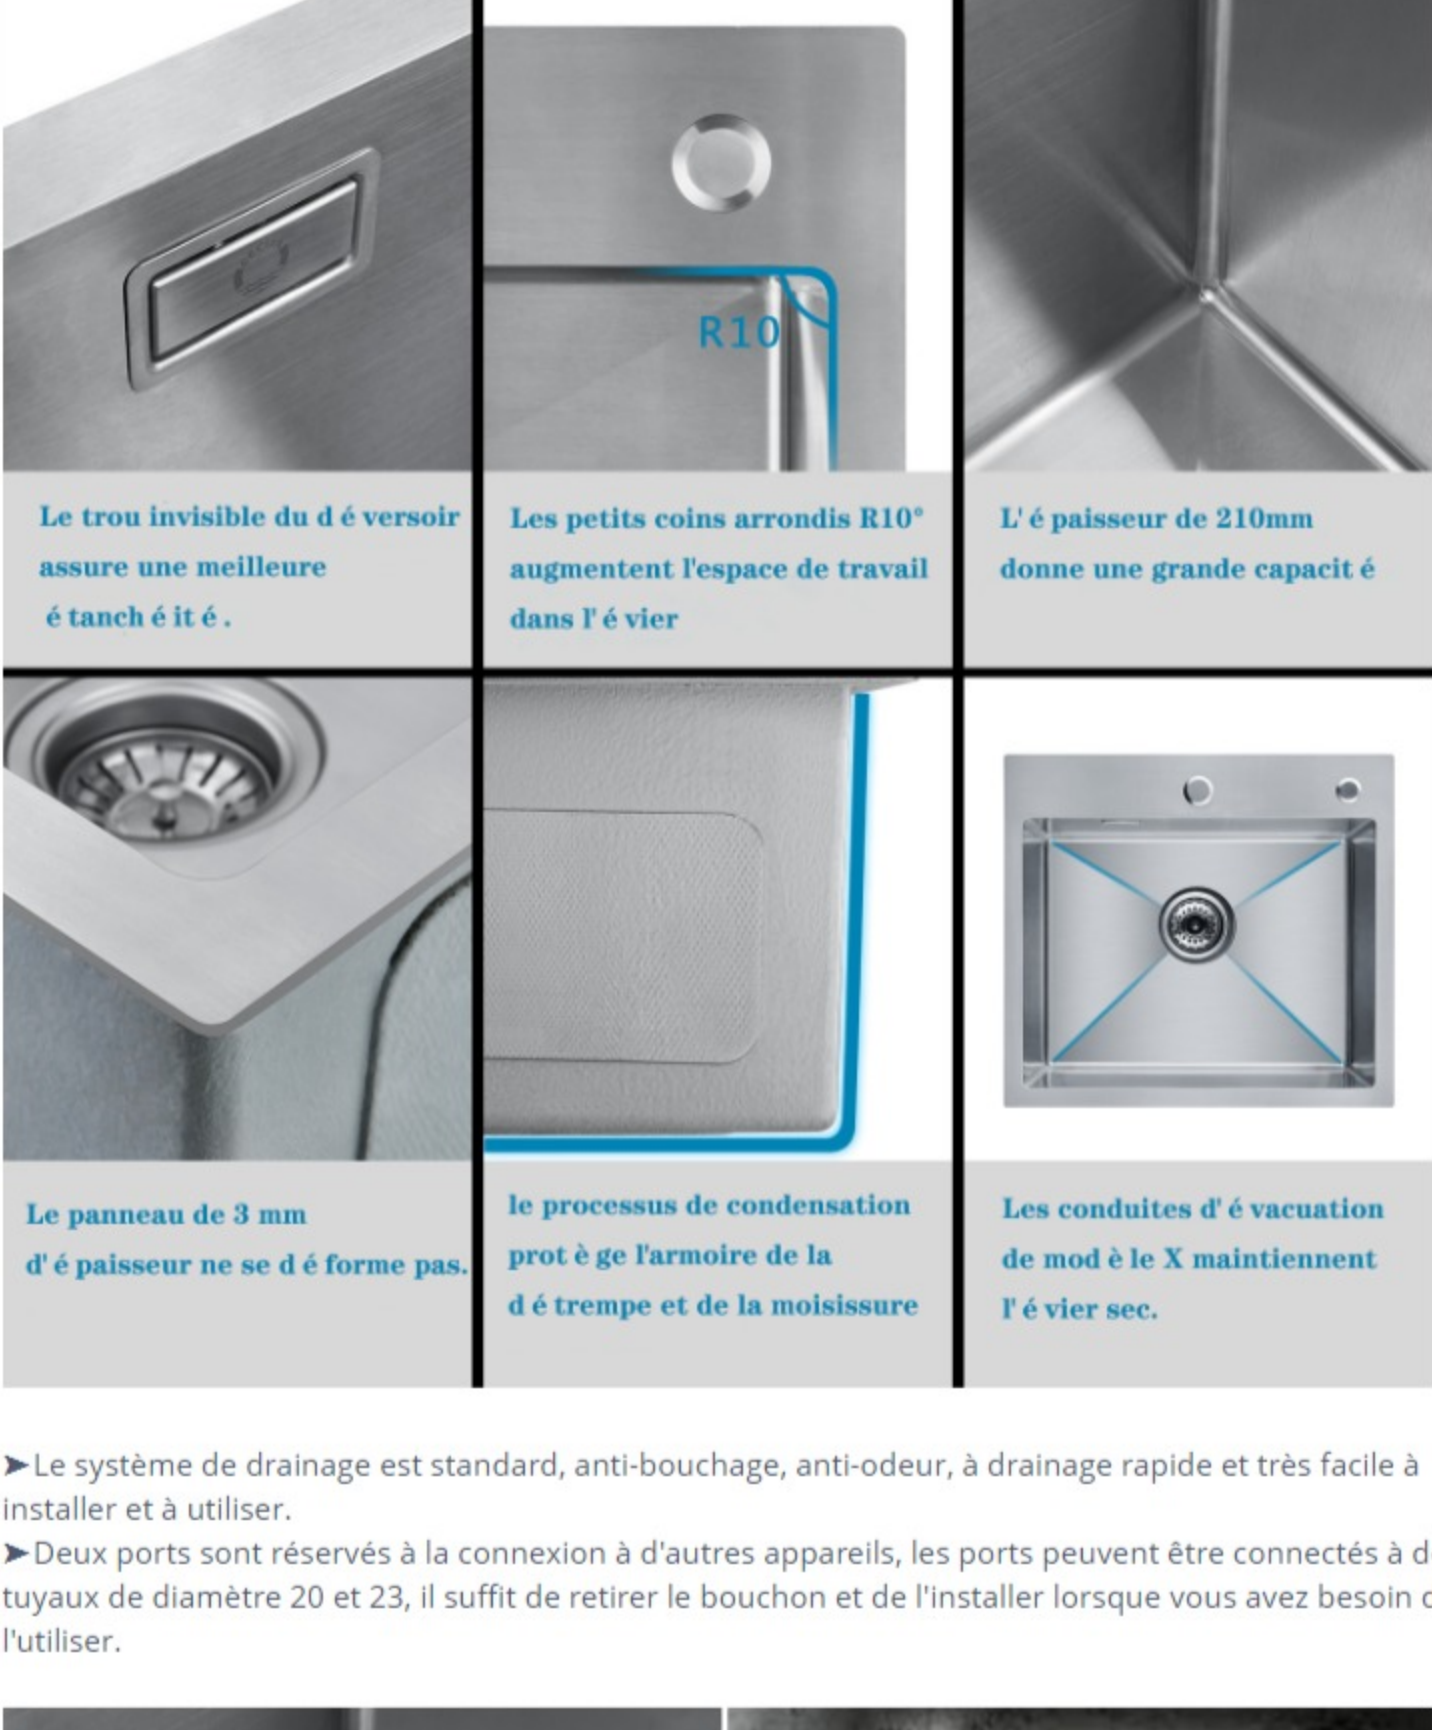 R10
Le trou invisible du d é versoir
assure une meilleure
é tanch é it é .
Les petits coins arrondis R10°
augmentent l'espace de travail
dans l' é vier
L' é paisseur de 210mm
donne une grande capacit é
Le panneau de 3 mm
d' é paisseur ne se d é forme pas.
le processus de condensation
prot è ge l'armoire de la
d é trempe et de la moisissure
Les conduites d' é vacuation
de mod è le X maintiennent
l' é vier sec.
➤Le système de drainage est standard, anti-bouchage, anti-odeur, à drainage rapide et très facile à
installer et à utiliser.
➤Deux ports sont réservés à la connexion à d'autres appareils, les ports peuvent être connectés à
tuyaux de diamètre 20 et 23, il suffit de retirer le bouchon et de l'installer lorsque vous avez besoin
l'utiliser.